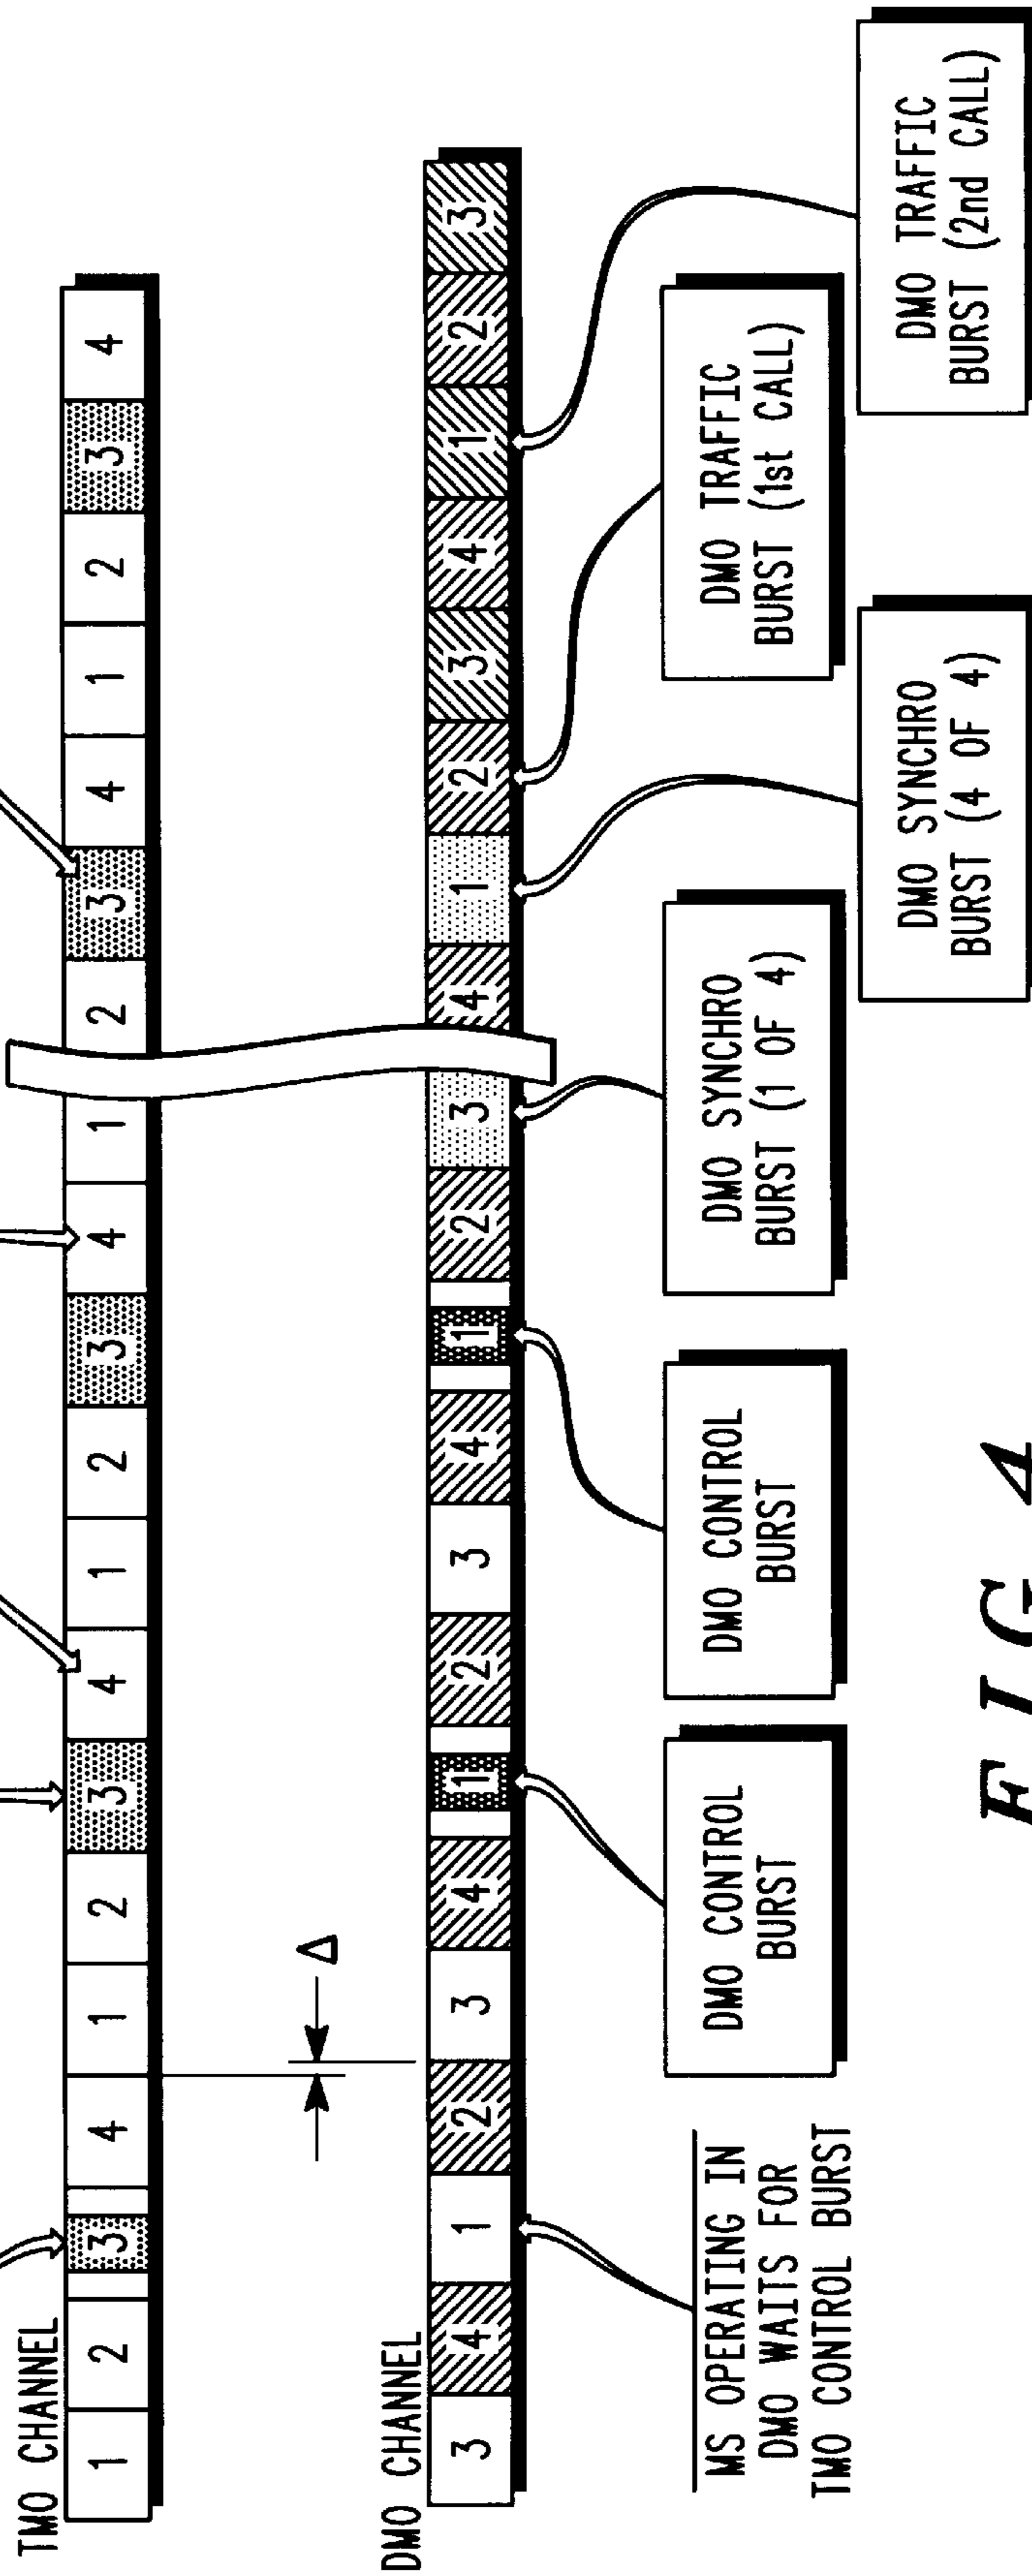 TMO CHANNEL
1 2 3 4 1 2 3 4 1 2 3 4 1 2 3 4 1 2 3 4
Δ
DMO CHANNEL
3 4 1 2 3 4 1 2 3 4 1 2 3 4 1 2 3 4 1 2 3
MS OPERATING IN
DMO WAITS FOR
TMO CONTROL BURST
DMO CONTROL
BURST
DMO CONTROL
BURST
DMO SYNCHRO
BURST (1 OF 4)
DMO TRAFFIC
BURST (1st CALL)
DMO SYNCHRO
BURST (4 OF 4)
DMO TRAFFIC
BURST (2nd CALL)
FIG. 4